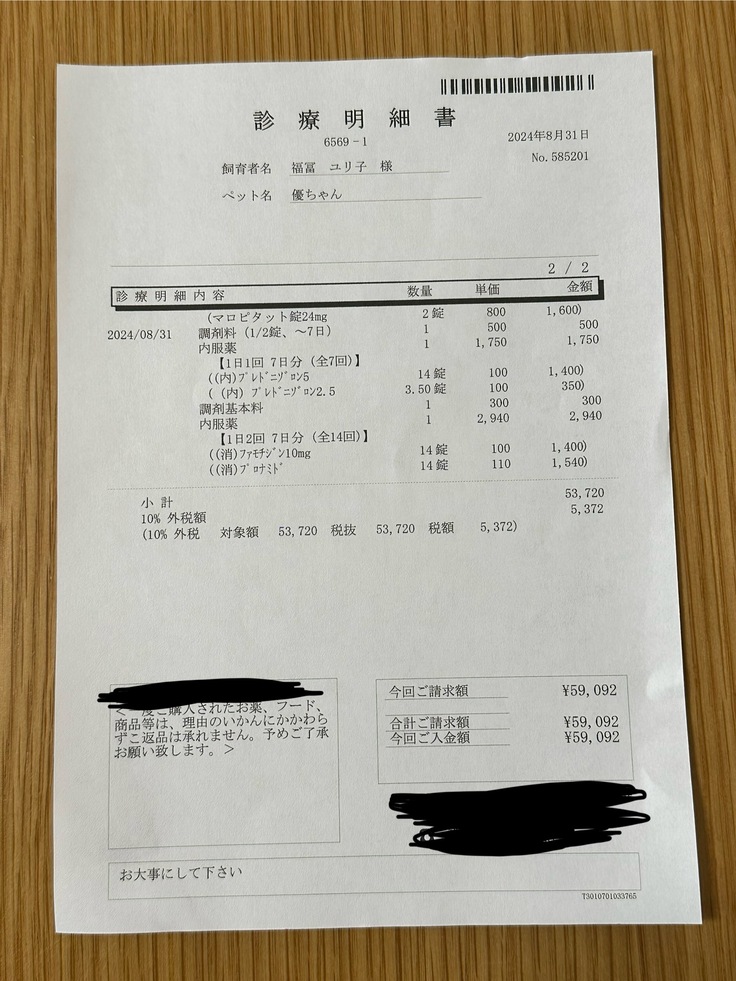 診療明細書
6569-1
2024年8月31日
No.585201
飼育者名 福冨 ユリ子 様
ペット名 優ちゃん
2 / 2
診療明細内容 数量 単価 金額
(マロピタット錠24mg 2錠 800 1,600)
2024/08/31 調剤料 (1/2錠、~7日) 1 500 500
内服薬 1 1,750 1,750
【1日1回 7日分 (全7回)】
((内)プレドニゾロン5 14錠 100 1,400)
((内) プレドニゾロン2.5 3.50錠 100 350)
調剤基本料 1 300 300
内服薬 1 2,940 2,940
【1日2回 7日分 (全14回)】
((消)ファモチジン10mg 14錠 100 1,400)
((消)プロナミド 14錠 110 1,540)
小計 53,720
10% 外税額 5,372
(10% 外税 対象額 53,720 税抜 53,720 税額 5,372)
度ご購入されたお薬、フード、
商品等は、理由のいかんにかかわら
ずご返品は承れません。予めご了承
お願い致します。>
今回ご請求額 ¥59,092
合計ご請求額 ¥59,092
今回ご入金額 ¥59,092
お大事にして下さい
T3010701033765